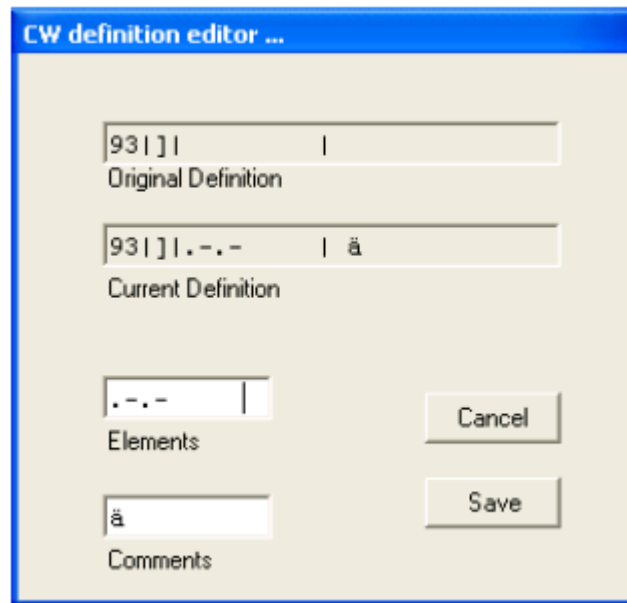 CW definition editor ...
93|]|          |
Original Definition
93|]|.-.-      | ä
Current Definition
.-.-
Elements
Cancel
ä
Save
Comments